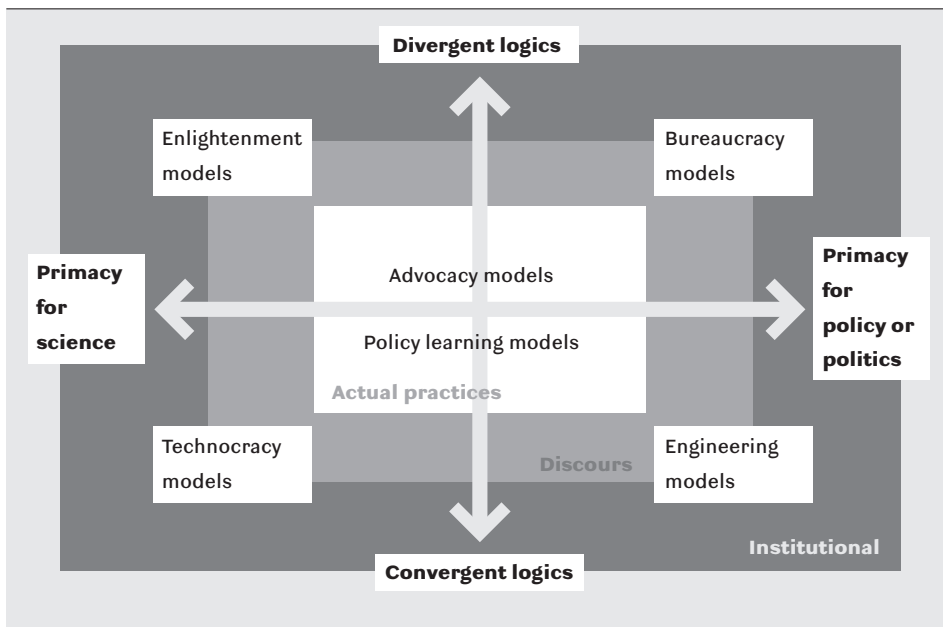 Divergent logics
Enlightenment
models
Bureaucracy
models
Primacy
for
science
Advocacy models
Policy learning models
Actual practices
Primacy
for
policy or
politics
Technocracy
models
Discours
Engineering
models
Institutional
Convergent logics